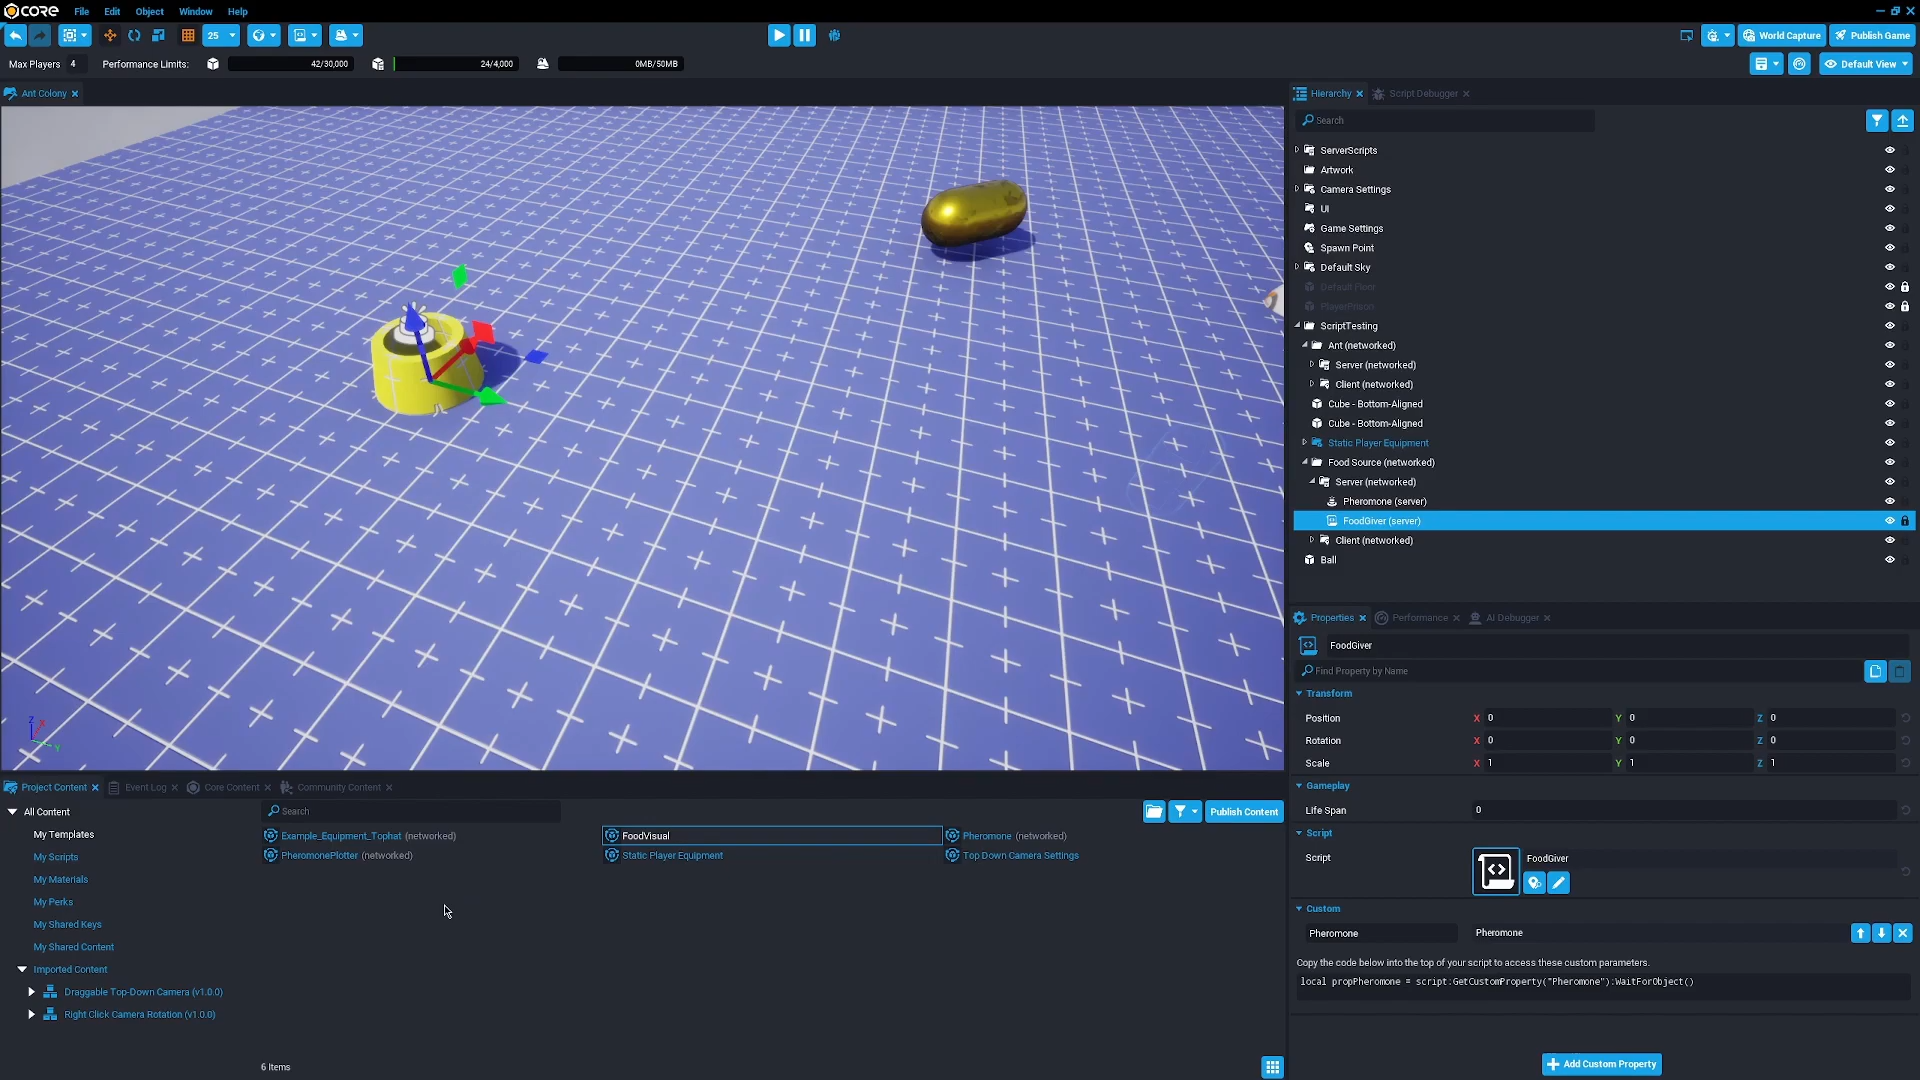 CORE
File Edit Object Window Help
25
World Capture
Publish Game
Max Players 4 Performance Limits: 42/30,000 24/4,000 0MB/50MB
Default View
Ant Colony
Hierarchy Script Debugger
Search
ServerScripts
Artwork
Camera Settings
UI
Game Settings
Spawn Point
Default Sky
Default Floor
PlayerPrison
ScriptTesting
Ant (networked)
Server (networked)
Client (networked)
Cube - Bottom-Aligned
Cube - Bottom-Aligned
Static Player Equipment
Food Source (networked)
Server (networked)
Pheromone (server)
FoodGiver (server)
Client (networked)
Ball
Z X Y
Properties Performance AI Debugger
FoodGiver
Find Property by Name
Transform
Position X 0 Y 0 Z 0
Rotation X 0 Y 0 Z 0
Scale X 1 Y 1 Z 1
Gameplay
Life Span 0
Script
Script FoodGiver
Custom
Pheromone Pheromone
Copy the code below into the top of your script to access these custom parameters.
local propPheromone = script:GetCustomProperty("Pheromone"):WaitForObject()
Add Custom Property
Project Content Event Log Core Content Community Content
All Content
Search
Publish Content
My Templates
My Scripts
My Materials
My Perks
My Shared Keys
My Shared Content
Imported Content
Draggable Top-Down Camera (v1.0.0)
Right Click Camera Rotation (v1.0.0)
Example_Equipment_Tophat (networked) FoodVisual Pheromone (networked)
PheromonePlotter (networked) Static Player Equipment Top Down Camera Settings
6 Items